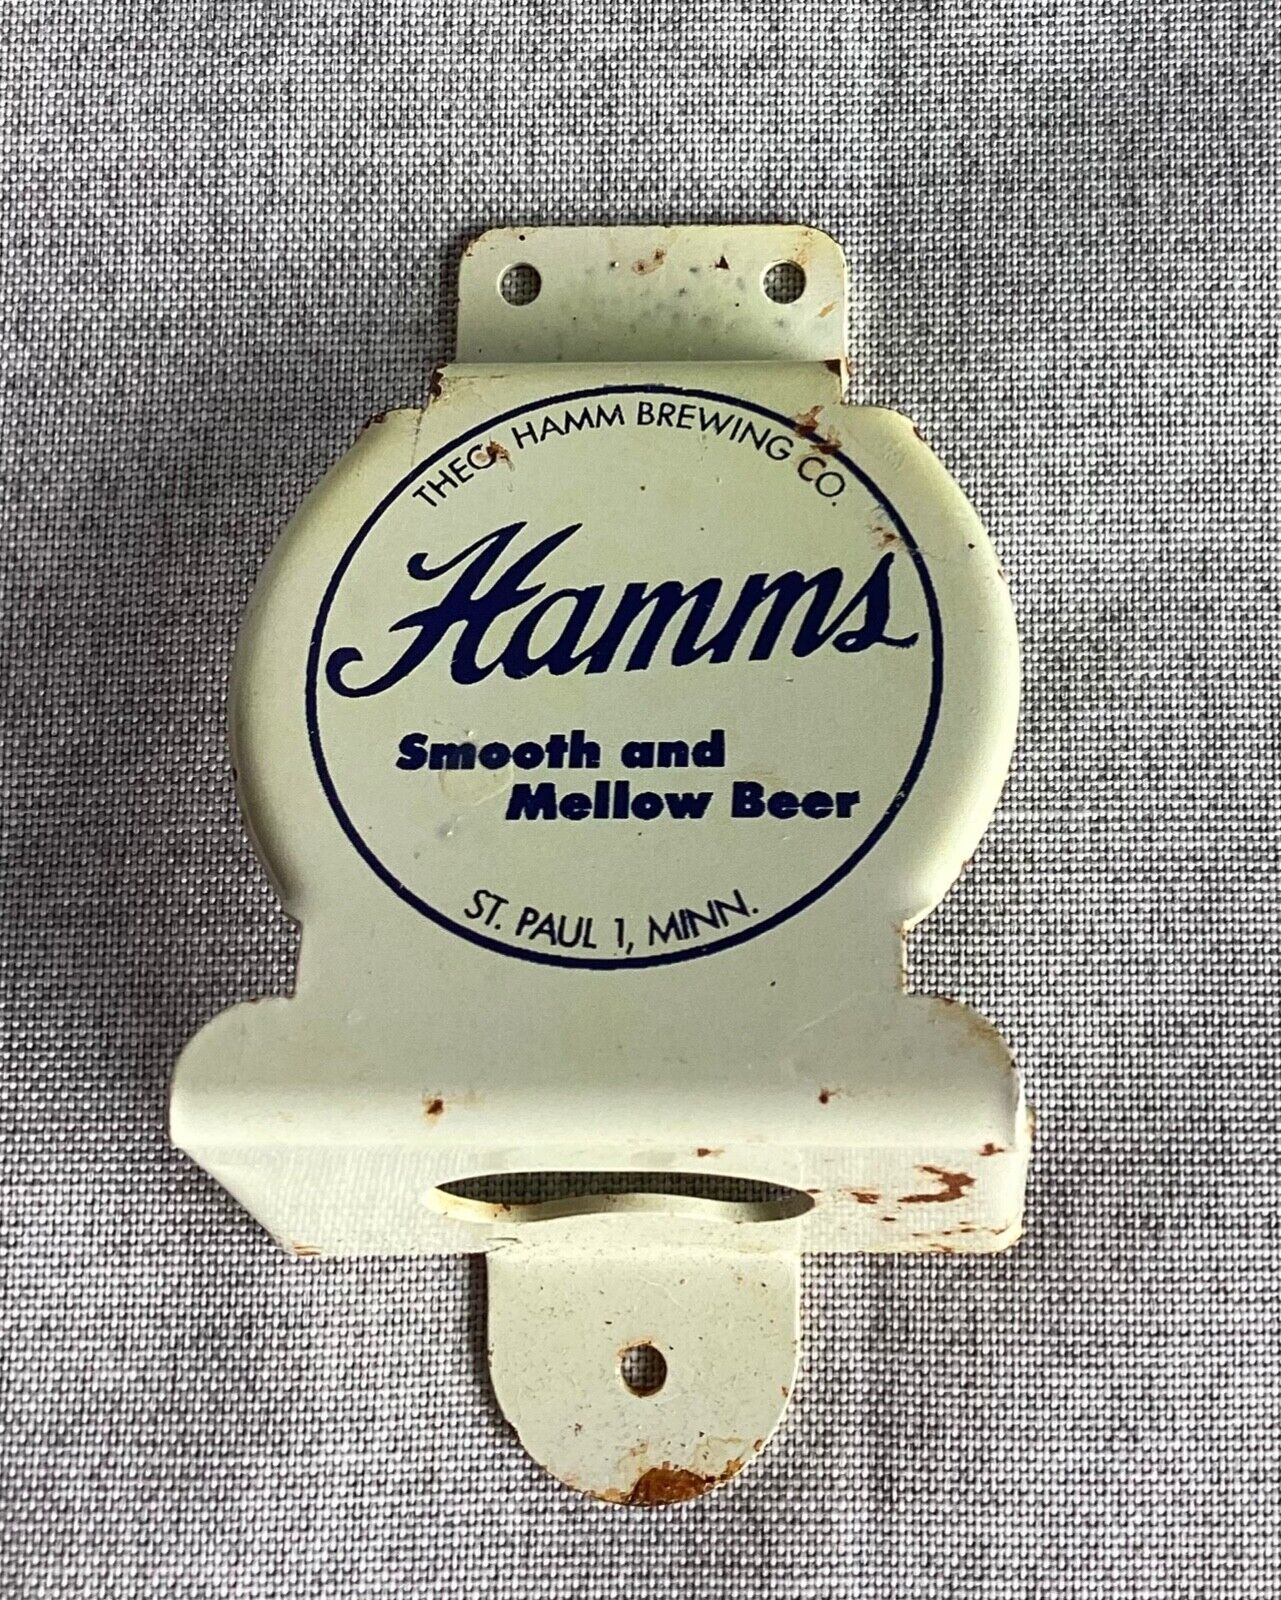 THEO. HAMM BREWING CO.
Hamms
Smooth and
Mellow Beer
ST. PAUL 1, MINN.